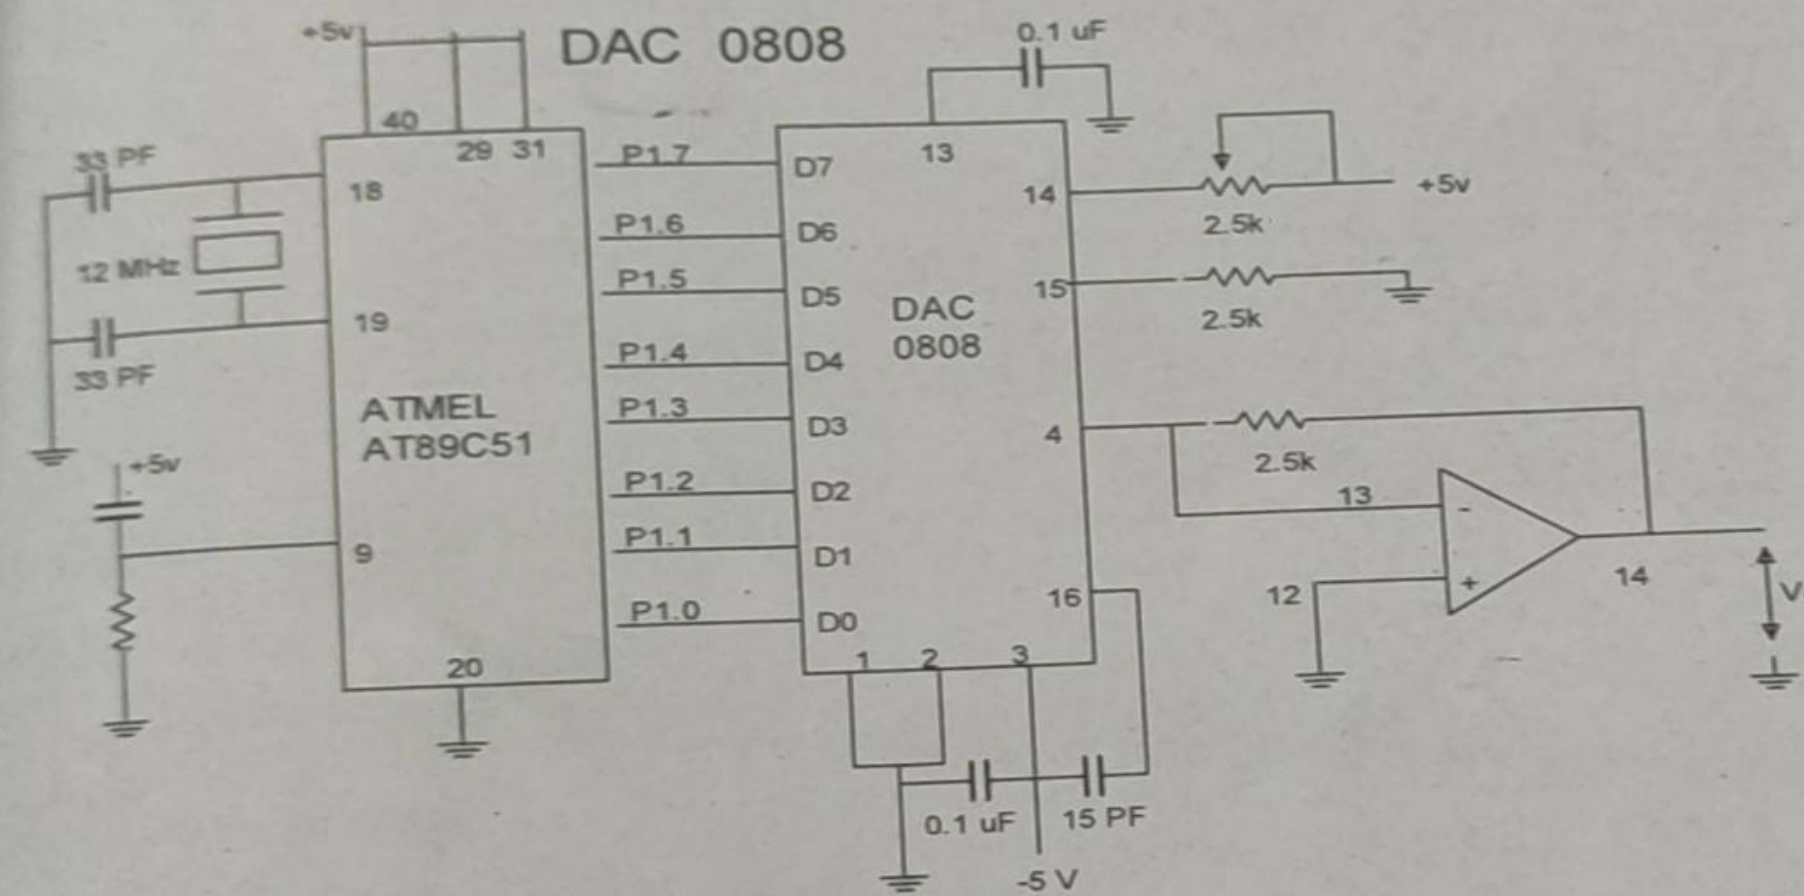 +5v
DAC 0808
0.1 uF
40
29 31
33 PF
18
12 MHz
19
33 PF
ATMEL
AT89C51
+5v
9
20
P1.7
P1.6
P1.5
P1.4
P1.3
P1.2
P1.1
P1.0
D7
D6
D5
D4
D3
D2
D1
D0
13
DAC
0808
14
15
4
16
1 2 3
2.5k
+5v
2.5k
2.5k
13
-
12
+
14
V
0.1 uF
15 PF
-5 V